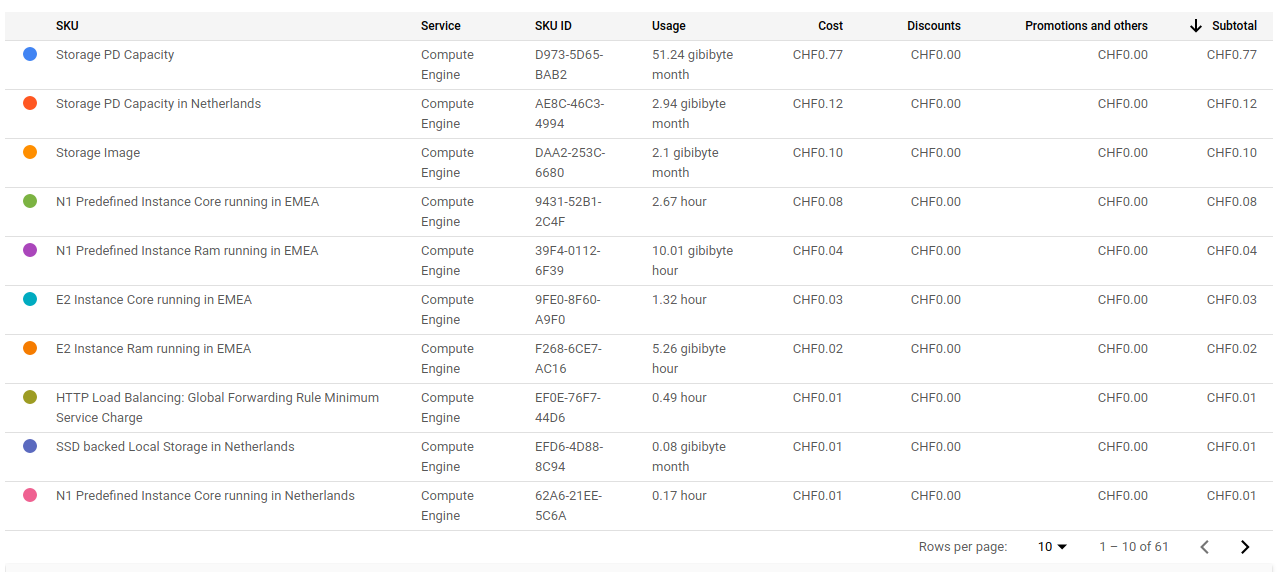 SKU Service SKU ID Usage Cost Discounts Promotions and others Subtotal
Storage PD Capacity Compute Engine D973-5D65-BAB2 51.24 gibibyte month CHF0.77 CHF0.00 CHF0.00 CHF0.77
Storage PD Capacity in Netherlands Compute Engine AE8C-46C3-4994 2.94 gibibyte month CHF0.12 CHF0.00 CHF0.00 CHF0.12
Storage Image Compute Engine DAA2-253C-6680 2.1 gibibyte month CHF0.10 CHF0.00 CHF0.00 CHF0.10
N1 Predefined Instance Core running in EMEA Compute Engine 9431-52B1-2C4F 2.67 hour CHF0.08 CHF0.00 CHF0.00 CHF0.08
N1 Predefined Instance Ram running in EMEA Compute Engine 39F4-0112-6F39 10.01 gibibyte hour CHF0.04 CHF0.00 CHF0.00 CHF0.04
E2 Instance Core running in EMEA Compute Engine 9FE0-8F60-A9F0 1.32 hour CHF0.03 CHF0.00 CHF0.00 CHF0.03
E2 Instance Ram running in EMEA Compute Engine F268-6CE7-AC16 5.26 gibibyte hour CHF0.02 CHF0.00 CHF0.00 CHF0.02
HTTP Load Balancing: Global Forwarding Rule Minimum Service Charge Compute Engine EF0E-76F7-44D6 0.49 hour CHF0.01 CHF0.00 CHF0.00 CHF0.01
SSD backed Local Storage in Netherlands Compute Engine EFD6-4D88-8C94 0.08 gibibyte month CHF0.01 CHF0.00 CHF0.00 CHF0.01
N1 Predefined Instance Core running in Netherlands Compute Engine 62A6-21EE-5C6A 0.17 hour CHF0.01 CHF0.00 CHF0.00 CHF0.01
Rows per page: 10 1 – 10 of 61